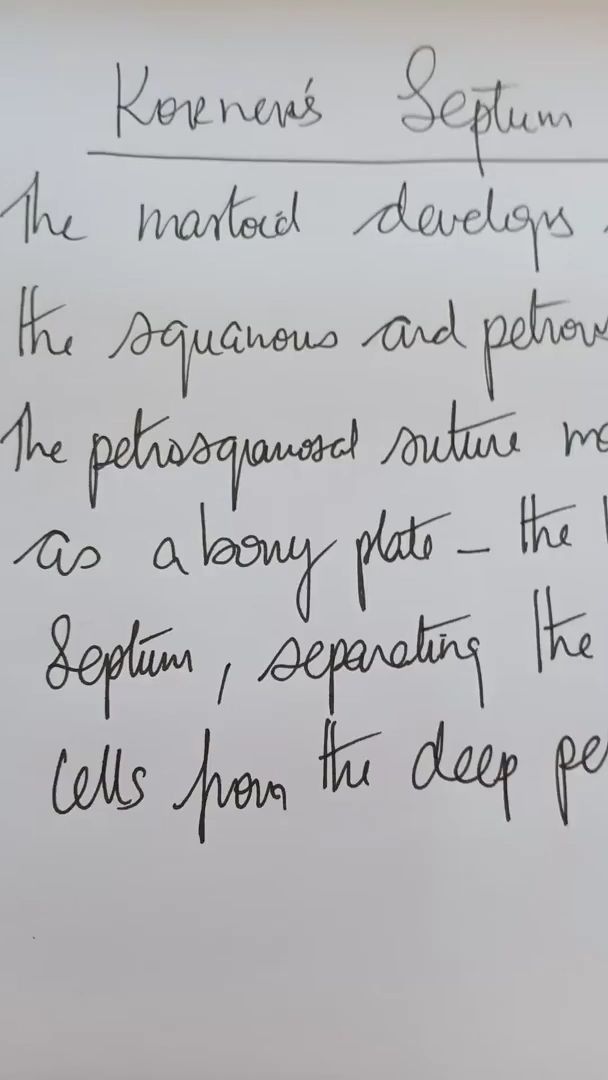 Korner's Septum
The mastoid develops
the squamous and petrous
The petrosquamosal suture
as a bony plate - the
Septum, separating the
cells from the deep